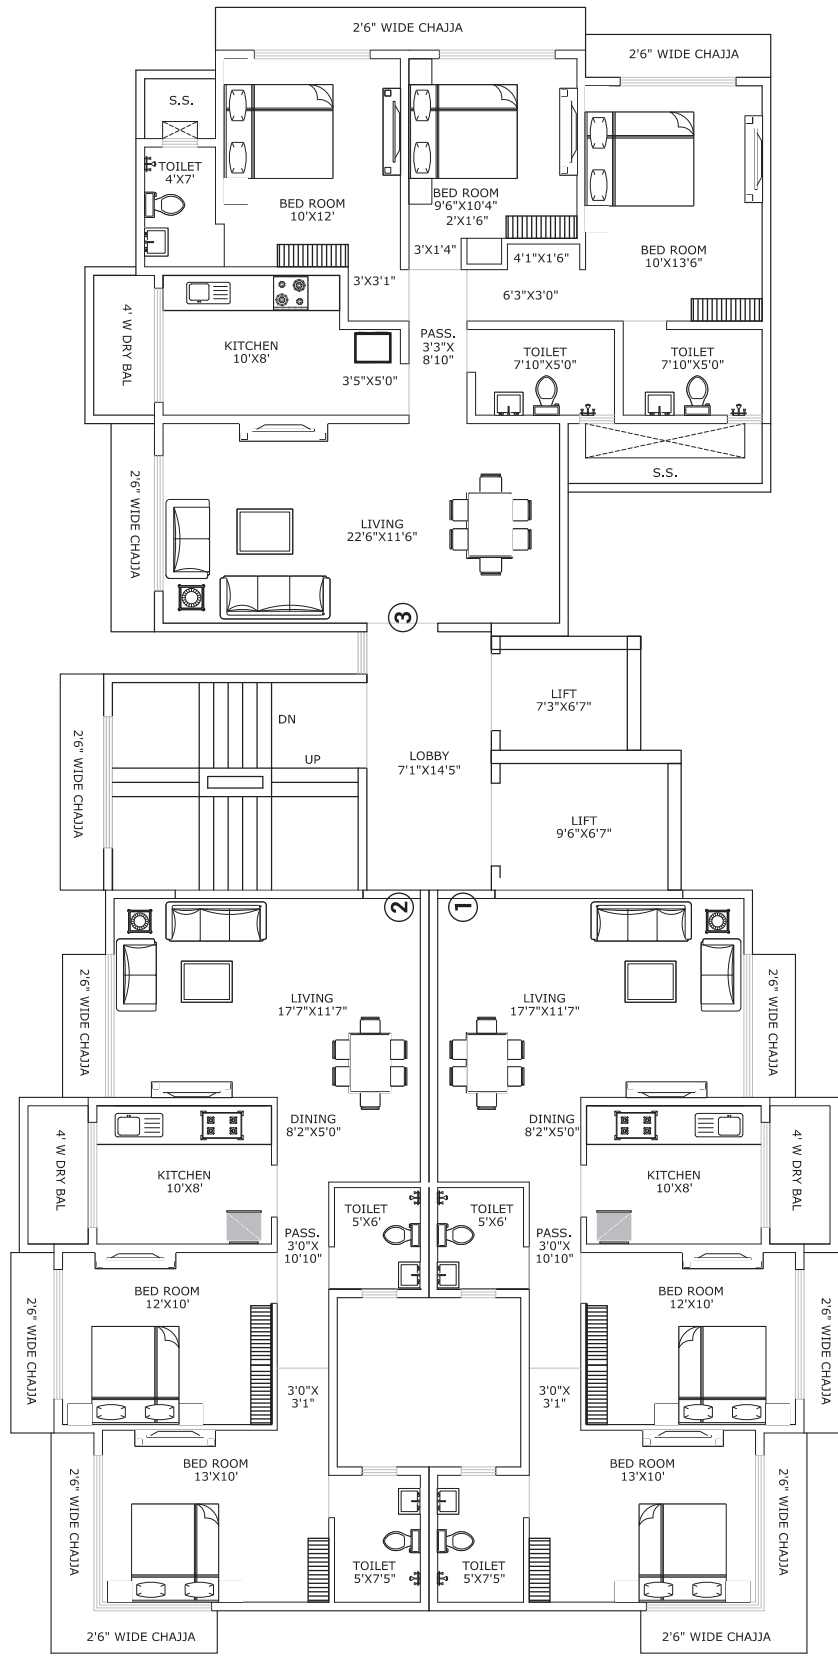 2'6" WIDE CHAJJA
2'6" WIDE CHAJJA
S.S.
TOILET
4'X7'
BED ROOM
10'X12'
BED ROOM
9'6"X10'4"
2'X1'6"
BED ROOM
10'X13'6"
3'X1'4"
4'1"X1'6"
3'X3'1"
6'3"X3'0"
4' W DRY BAL
KITCHEN
10'X8'
PASS.
3'3"X
8'10"
TOILET
7'10"X5'0"
TOILET
7'10"X5'0"
3'5"X5'0"
S.S.
2'6" WIDE CHAJJA
LIVING
22'6"X11'6"
3
LIFT
7'3"X6'7"
DN
UP
LOBBY
7'1"X14'5"
2'6" WIDE CHAJJA
LIFT
9'6"X6'7"
2
1
2'6" WIDE CHAJJA
LIVING
17'7"X11'7"
LIVING
17'7"X11'7"
2'6" WIDE CHAJJA
DINING
8'2"X5'0"
DINING
8'2"X5'0"
4' W DRY BAL
KITCHEN
10'X8'
KITCHEN
10'X8'
4' W DRY BAL
TOILET
5'X6'
TOILET
5'X6'
PASS.
3'0"X
10'10"
PASS.
3'0"X
10'10"
2'6" WIDE CHAJJA
BED ROOM
12'X10'
BED ROOM
12'X10'
2'6" WIDE CHAJJA
3'0"X
3'1"
3'0"X
3'1"
2'6" WIDE CHAJJA
BED ROOM
13'X10'
BED ROOM
13'X10'
2'6" WIDE CHAJJA
TOILET
5'X7'5"
TOILET
5'X7'5"
2'6" WIDE CHAJJA
2'6" WIDE CHAJJA